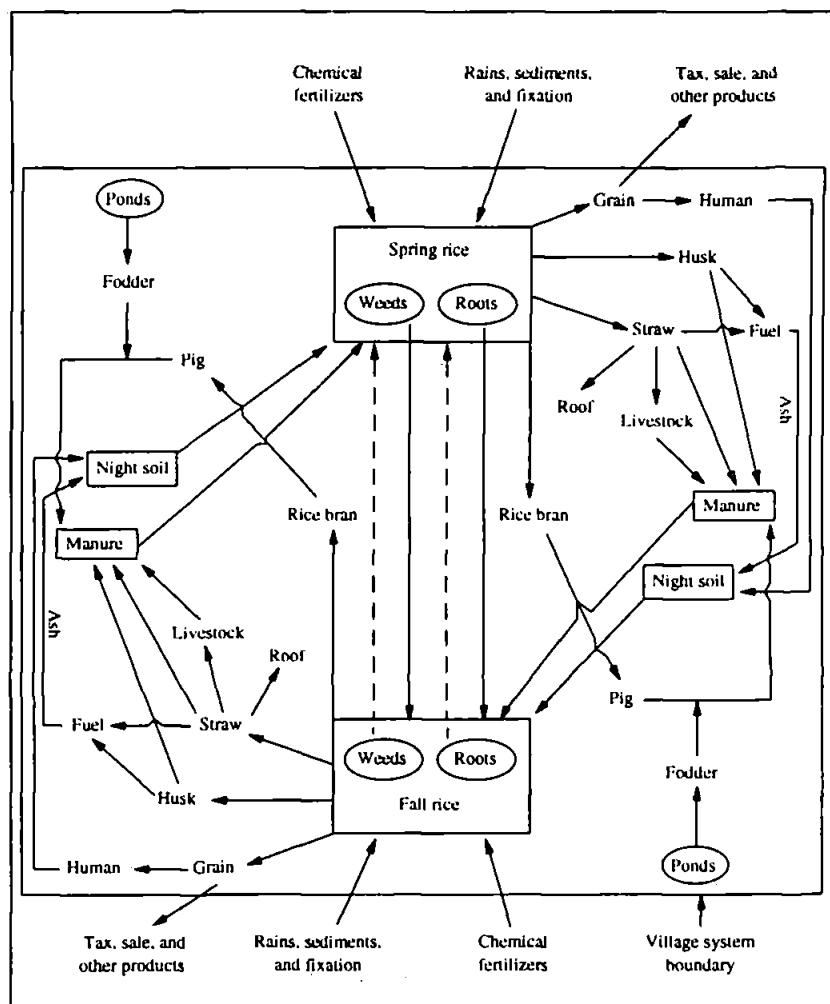 Chemical
fertilizers
Rains, sediments,
and fixation
Tax, sale, and
other products
Ponds
Grain
Human
Spring rice
Husk
Fodder
Weeds
Roots
Straw
Fuel
Pig
Roof
Livestock
Ash
Night soil
Rice bran
Rice bran
Manure
Manure
Night soil
Ash
Livestock
Roof
Pig
Fuel
Straw
Weeds
Roots
Fodder
Husk
Fall rice
Human
Grain
Ponds
Tax, sale, and
other products
Rains, sediments,
and fixation
Chemical
fertilizers
Village system
boundary